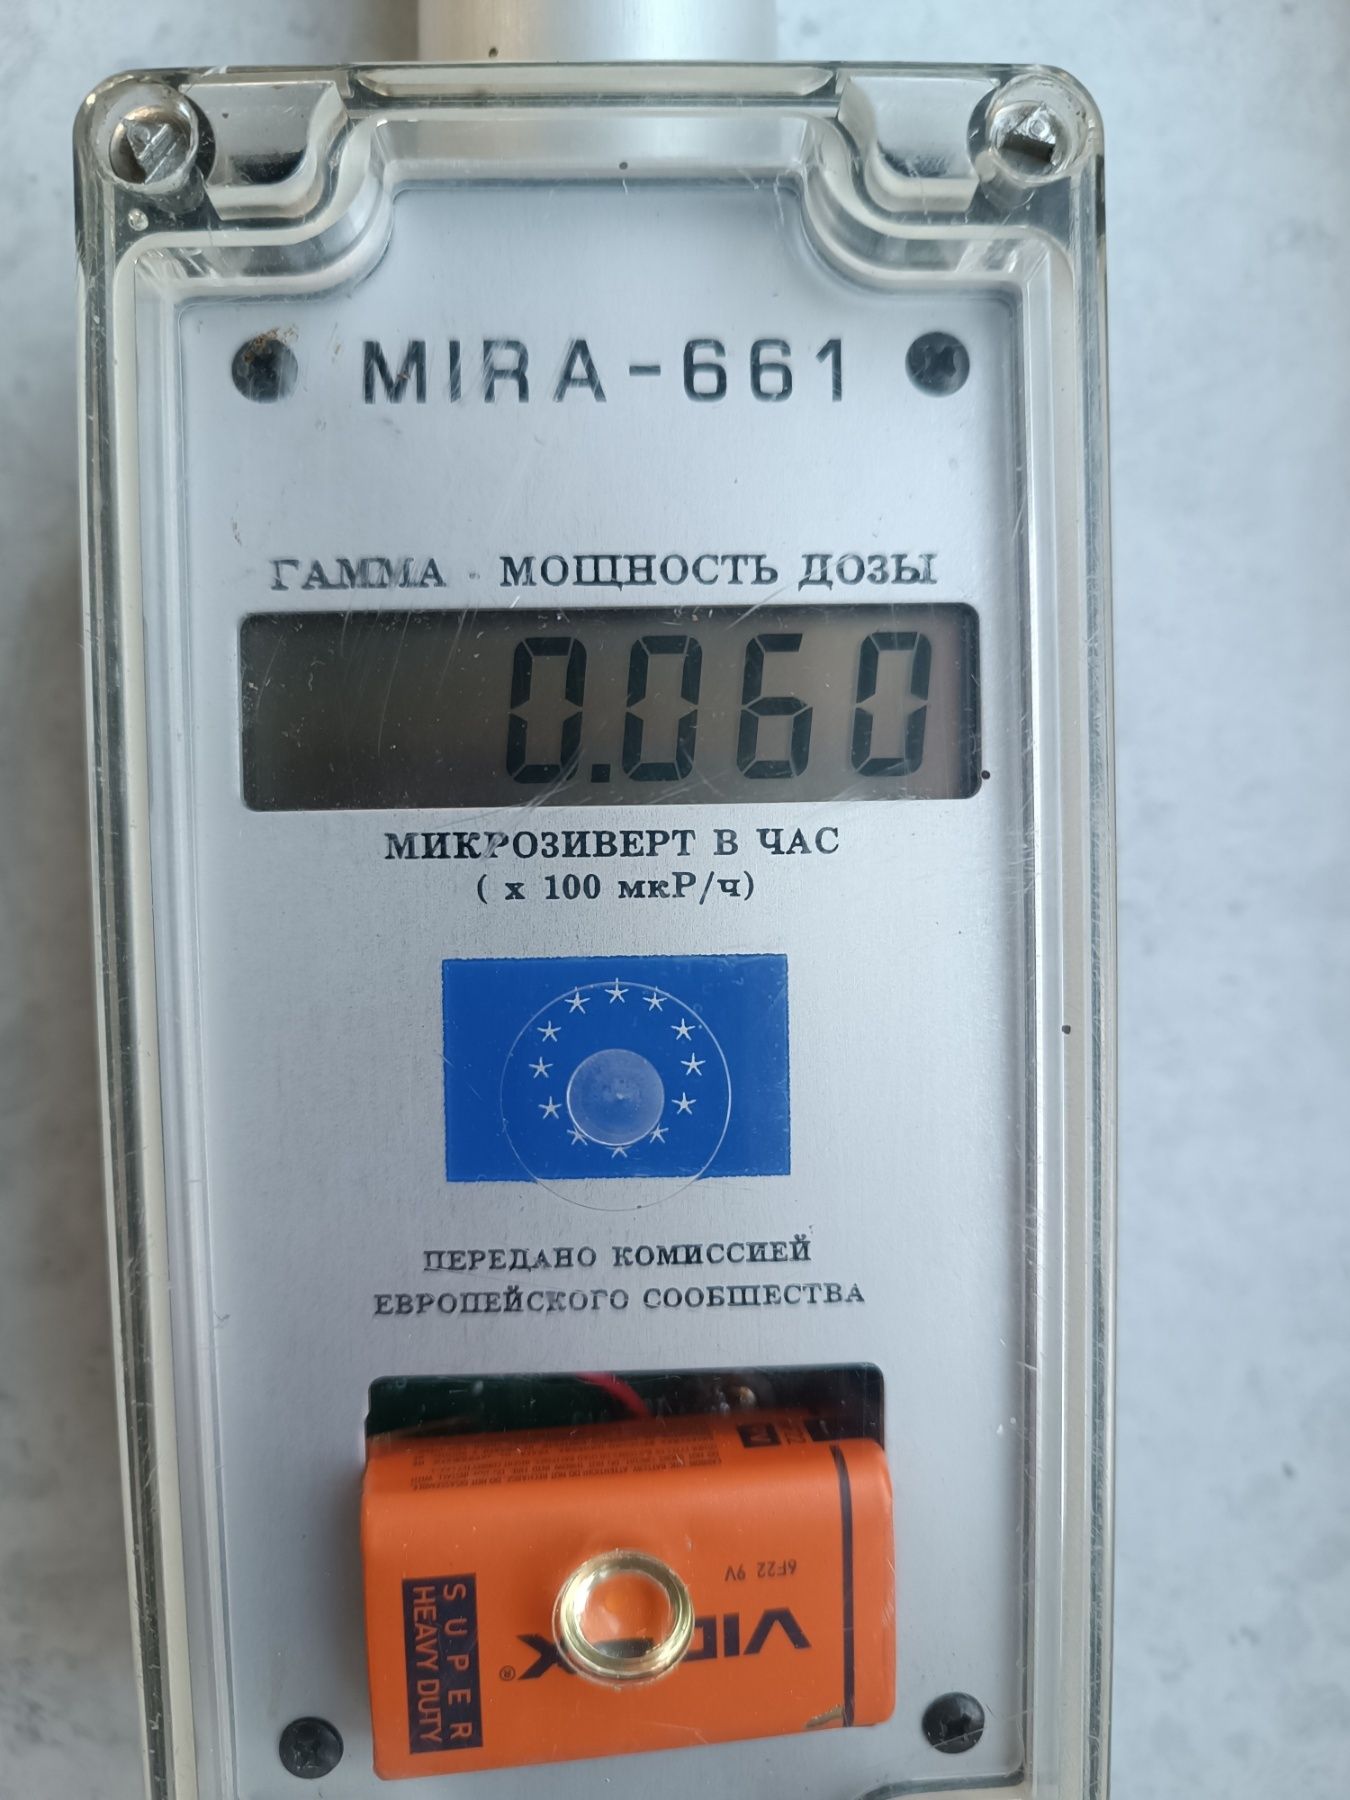 MIRA-661
ГАММА - МОЩНОСТЬ ДОЗЫ
0.060
МИКРОЗИВЕРТ В ЧАС
( х 100 мкР/ч)
ПЕРЕДАНО КОМИССИЕЙ
ЕВРОПЕЙСКОГО СООБЩЕСТВА
6F22 9V
SUPER
HEAVY DUTY